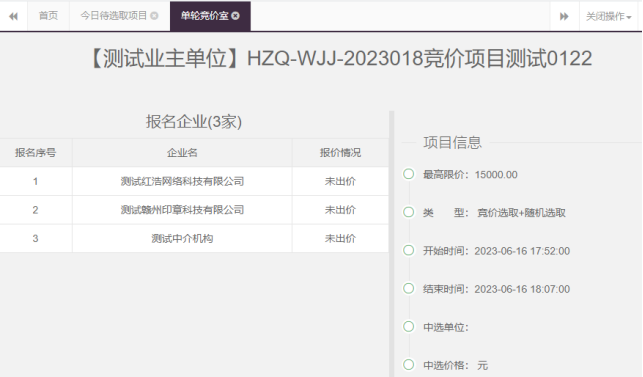 首页 今日待选取项目 单轮竞价室 关闭操作
【测试业主单位】HZQ-WJJ-2023018竞价项目测试0122
报名企业(3家)
报名序号 企业名 报价情况
1 测试红浩网络科技有限公司 未出价
2 测试赣州印章科技有限公司 未出价
3 测试中介机构 未出价
项目信息
最高限价：15000.00
类 型： 竞价选取+随机选取
开始时间：2023-06-16 17:52:00
结束时间：2023-06-16 18:07:00
中选单位：
中选价格： 元